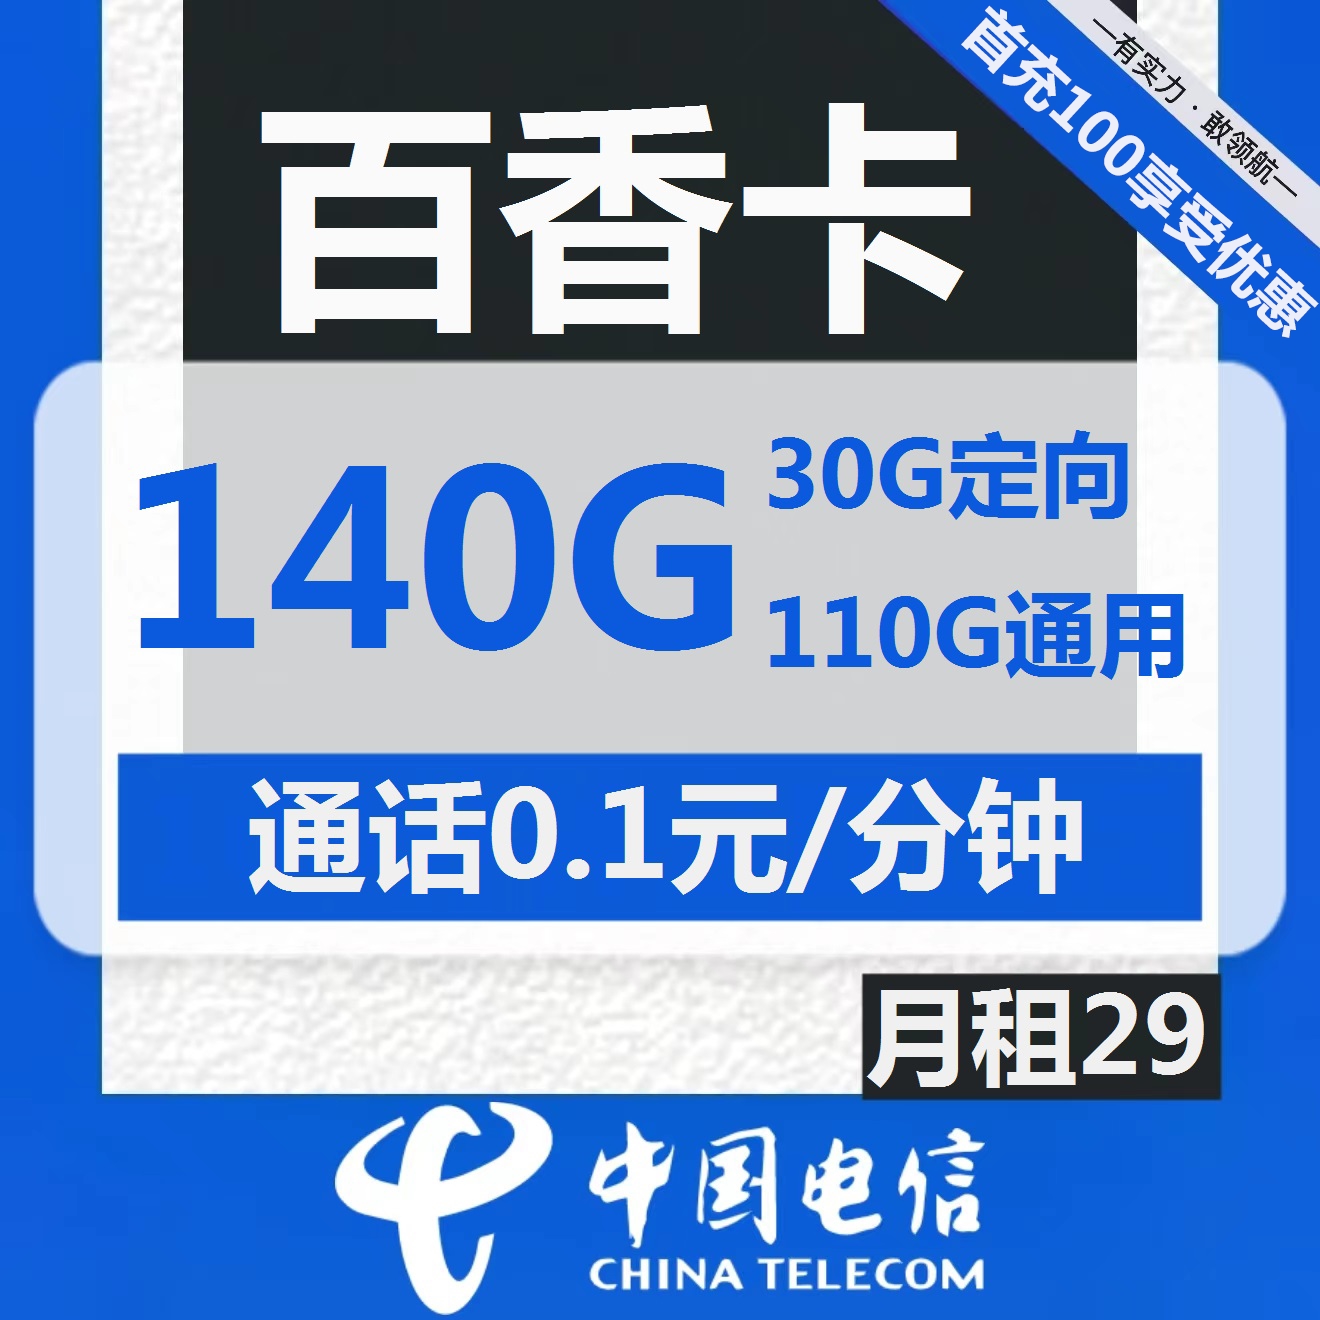 —有实力·敢领航—
首充100享受优惠
百香卡
140G
30G定向
110G通用
通话0.1元/分钟
月租29
中国电信
CHINA TELECOM